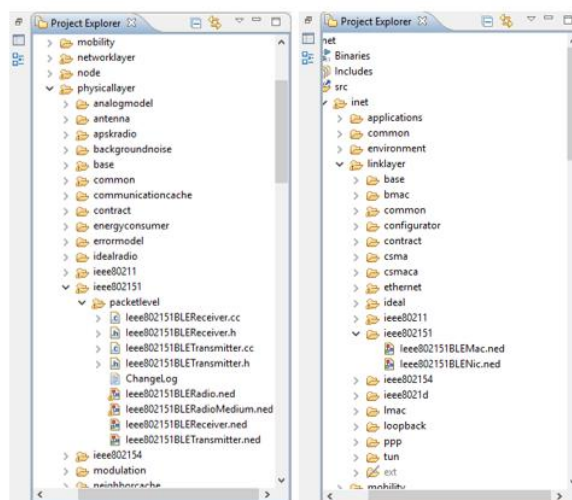 Project Explorer
mobility
networklayer
node
physicallayer
analogmodel
antenna
apskradio
backgroundnoise
base
common
communicationcache
contract
energyconsumer
errormodel
idealradio
ieee80211
ieee802151
packetlevel
Ieee802151BLEReceiver.cc
Ieee802151BLEReceiver.h
Ieee802151BLETransmitter.cc
Ieee802151BLETransmitter.h
ChangeLog
Ieee802151BLERadio.ned
Ieee802151BLERadioMedium.ned
Ieee802151BLEReceiver.ned
Ieee802151BLETransmitter.ned
ieee802154
modulation
neighborcache
Project Explorer
net
Binaries
Includes
src
inet
applications
common
environment
linklayer
base
bmac
common
configurator
contract
csma
csmaca
ethernet
ideal
ieee80211
ieee802151
Ieee802151BLEMac.ned
Ieee802151BLENic.ned
ieee802154
ieee8021d
lmac
loopback
ppp
tun
ext
mobility